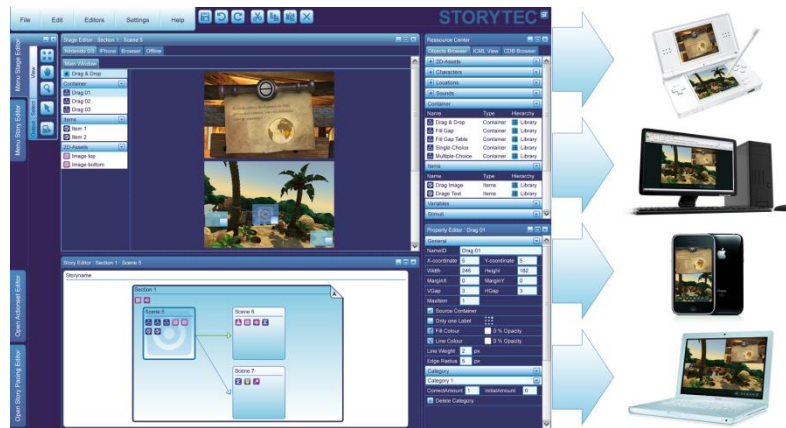 File Edit Editors Settings Help
STORYTEC
Menu Stage Editor
Menu Story Editor
Open Actionset Editor
Open Story Pacing Editor
View
Stage Editor : Section 1 : Scene 5
Nintendo DS iPhone Browser Offline
Main Window
Drag & Drop
Container
Drag 01
Drag 02
Drag 03
Items
Item 1
Item 2
2D-Assets
Image top
Image bottom
Story Editor : Section 1 : Scene 5
Storyname
Section 1
Scene 5
Scene 6
Scene 7
Ressource Center
Objects Browser ICML View CDB Browser
2D-Assets
Characters
Locations
Sounds
Container
Name Type Hierarchy
Drag & Drop Container Library
Fill Gap Container Library
Fill Gap Table Container Library
Single-Choice Container Library
Multiple-Choice Container Library
Items
Name Type Hierarchy
Drag Image Items Library
Drage Text Items Library
Variables
Stimuli
Property Editor : Drag 01
General
NameID Drag 01
X-coordinate 5 Y-coordinate 5
Width 246 Height 182
MarginX 0 MarginY 0
VGap 3 HGap 3
MaxItem 1
Source Container
Only one Label
Fill Colour 0 % Opacity
Line Colour 0 % Opacity
Line Weight 2 px
Edge Radius 5 px
Category
Category 1
CorrectAmount 1 InitialAmount 0
Delete Category